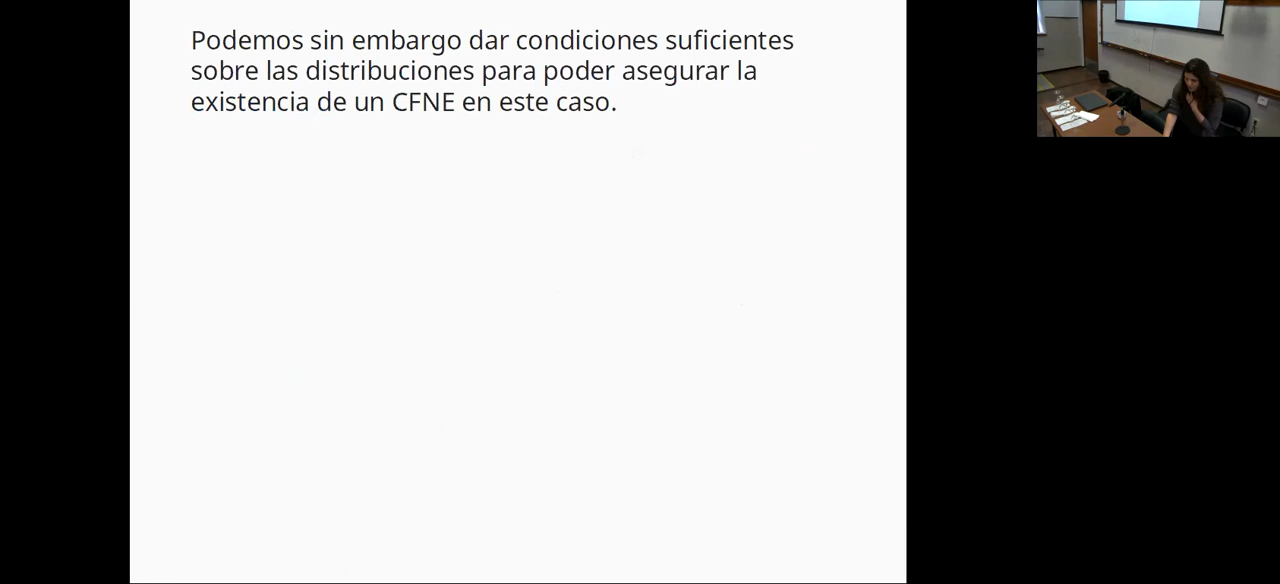 Podemos sin embargo dar condiciones suficientes
sobre las distribuciones para poder asegurar la
existencia de un CFNE en este caso.